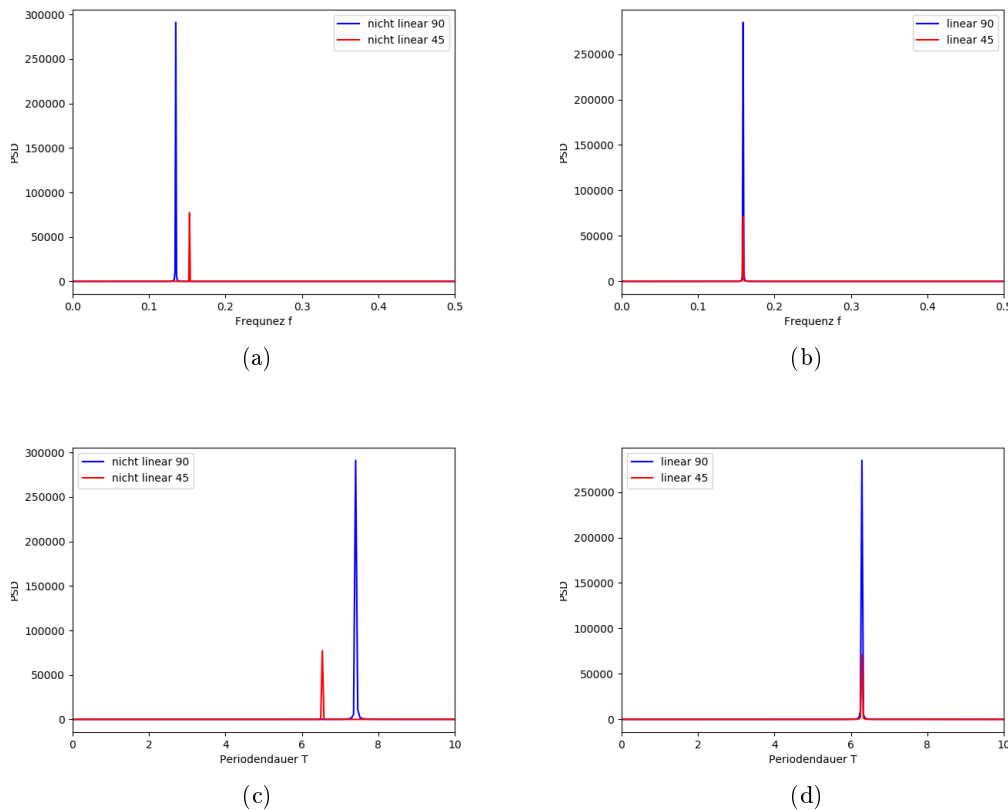 nicht linear 90
nicht linear 45
300000
250000
200000
150000
100000
50000
0
PSD
0.0 0.1 0.2 0.3 0.4 0.5
Frequnez f
(a)
linear 90
linear 45
250000
200000
150000
100000
50000
0
PSD
0.0 0.1 0.2 0.3 0.4 0.5
Frequenz f
(b)
nicht linear 90
nicht linear 45
300000
250000
200000
150000
100000
50000
0
PSD
0 2 4 6 8 10
Periodendauer T
(c)
linear 90
linear 45
250000
200000
150000
100000
50000
0
PSD
0 2 4 6 8 10
Periodendauer T
(d)